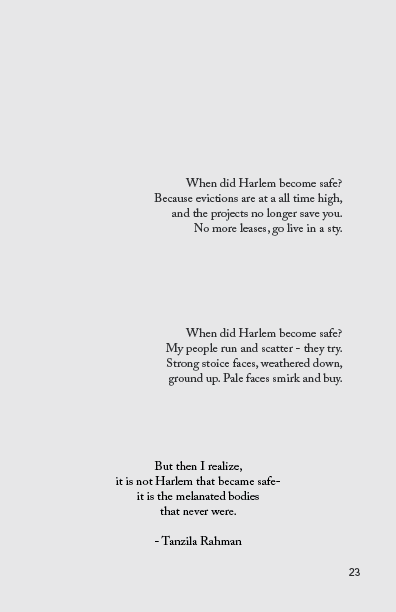 When did Harlem become safe?
Because evictions are at a all time high,
and the projects no longer save you.
No more leases, go live in a sty.
When did Harlem become safe?
My people run and scatter - they try.
Strong stoice faces, weathered down,
ground up. Pale faces smirk and buy.
But then I realize,
it is not Harlem that became safe-
it is the melanated bodies
that never were.
- Tanzila Rahman
23